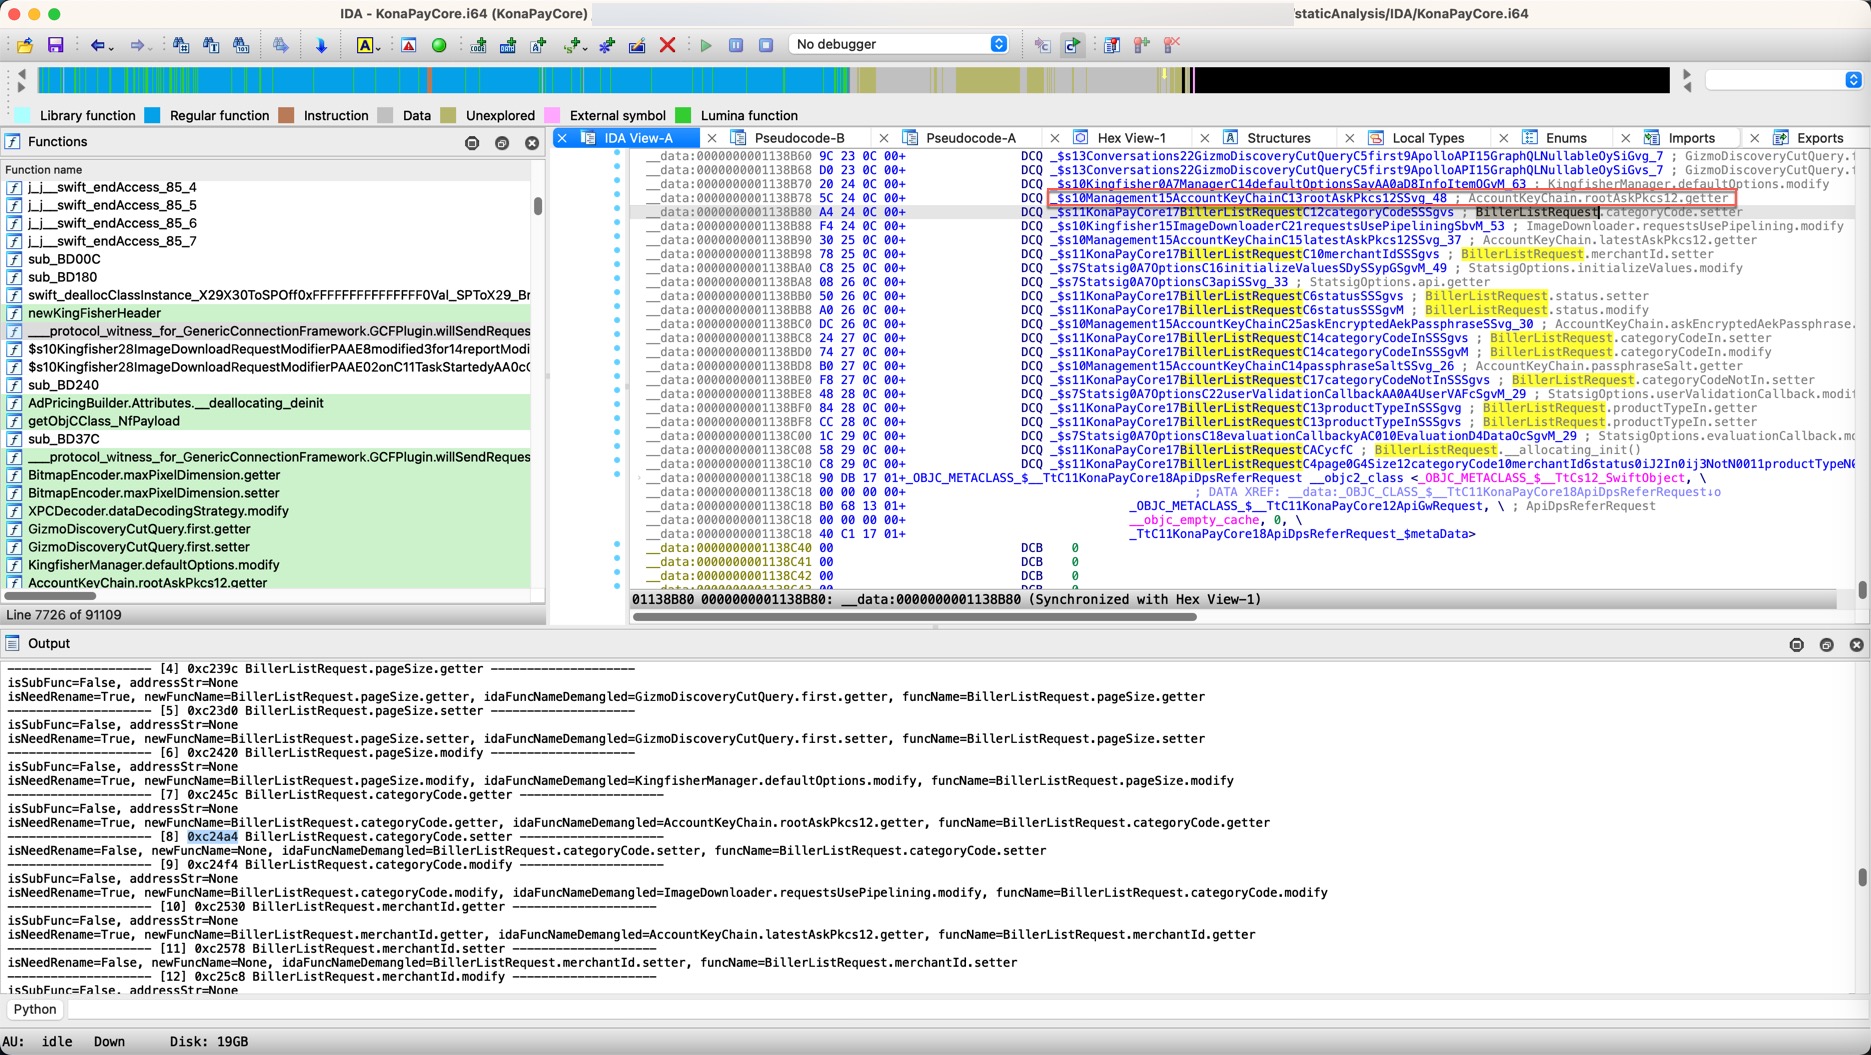 IDA - KonaPayCore.i64 (KonaPayCore)
/staticAnalysis/IDA/KonaPayCore.i64
No debugger
Library function Regular function Instruction Data Unexplored External symbol Lumina function
Functions
IDA View-A Pseudocode-B Pseudocode-A Hex View-1 Structures Local Types Enums Imports Exports
Function name
j_j__swift_endAccess_85_4
j_j__swift_endAccess_85_5
j_j__swift_endAccess_85_6
j_j__swift_endAccess_85_7
sub_BD00C
sub_BD180
swift_deallocClassInstance_X29X30ToSPOff0xFFFFFFFFFFFFFFF0Val_SPToX29_Br
newKingFisherHeader
___protocol_witness_for_GenericConnectionFramework.GCFPlugin.willSendReques
$s10Kingfisher28ImageDownloadRequestModifierPAAE8modified3for14reportModi
$s10Kingfisher28ImageDownloadRequestModifierPAAE02onC11TaskStartedyAA0cC
sub_BD240
AdPricingBuilder.Attributes.__deallocating_deinit
getObjCClass_NfPayload
sub_BD37C
___protocol_witness_for_GenericConnectionFramework.GCFPlugin.willSendReques
BitmapEncoder.maxPixelDimension.getter
BitmapEncoder.maxPixelDimension.setter
XPCDecoder.dataDecodingStrategy.modify
GizmoDiscoveryCutQuery.first.getter
GizmoDiscoveryCutQuery.first.setter
KingfisherManager.defaultOptions.modify
AccountKeyChain.rootAskPkcs12.getter
Line 7726 of 91109
__data:0000000001138B60 9C 23 0C 00+ DCQ _$s13Conversations22GizmoDiscoveryCutQueryC5first9ApolloAPI15GraphQLNullableOySiGvg_7 ; GizmoDiscoveryCutQuery.f
__data:0000000001138B68 D0 23 0C 00+ DCQ _$s13Conversations22GizmoDiscoveryCutQueryC5first9ApolloAPI15GraphQLNullableOySiGvs_7 ; GizmoDiscoveryCutQuery.f
__data:0000000001138B70 20 24 0C 00+ DCQ _$s10Kingfisher0A7ManagerC14defaultOptionsSayAA0aD8InfoItemOGvM_63 ; KingfisherManager.defaultOptions.modify
__data:0000000001138B78 5C 24 0C 00+ DCQ _$s10Management15AccountKeyChainC13rootAskPkcs12SSvg_48 ; AccountKeyChain.rootAskPkcs12.getter
__data:0000000001138B80 A4 24 0C 00+ DCQ _$s11KonaPayCore17BillerListRequestC12categoryCodeSSSgvs ; BillerListRequest.categoryCode.setter
__data:0000000001138B88 F4 24 0C 00+ DCQ _$s10Kingfisher15ImageDownloaderC21requestsUsePipeliningSbvM_53 ; ImageDownloader.requestsUsePipelining.modify
__data:0000000001138B90 30 25 0C 00+ DCQ _$s10Management15AccountKeyChainC15latestAskPkcs12SSvg_37 ; AccountKeyChain.latestAskPkcs12.getter
__data:0000000001138B98 78 25 0C 00+ DCQ _$s11KonaPayCore17BillerListRequestC10merchantIdSSSgvs ; BillerListRequest.merchantId.setter
__data:0000000001138BA0 C8 25 0C 00+ DCQ _$s7Statsig0A7OptionsC16initializeValuesSDySSypGSgvM_49 ; StatsigOptions.initializeValues.modify
__data:0000000001138BA8 08 26 0C 00+ DCQ _$s7Statsig0A7OptionsC3apiSSvg_33 ; StatsigOptions.api.getter
__data:0000000001138BB0 50 26 0C 00+ DCQ _$s11KonaPayCore17BillerListRequestC6statusSSSgvs ; BillerListRequest.status.setter
__data:0000000001138BB8 A0 26 0C 00+ DCQ _$s11KonaPayCore17BillerListRequestC6statusSSSgvM ; BillerListRequest.status.modify
__data:0000000001138BC0 DC 26 0C 00+ DCQ _$s10Management15AccountKeyChainC25askEncryptedAekPassphraseSSvg_30 ; AccountKeyChain.askEncryptedAekPassphrase.
__data:0000000001138BC8 24 27 0C 00+ DCQ _$s11KonaPayCore17BillerListRequestC14categoryCodeInSSSgvs ; BillerListRequest.categoryCodeIn.setter
__data:0000000001138BD0 74 27 0C 00+ DCQ _$s11KonaPayCore17BillerListRequestC14categoryCodeInSSSgvM ; BillerListRequest.categoryCodeIn.modify
__data:0000000001138BD8 B0 27 0C 00+ DCQ _$s10Management15AccountKeyChainC14passphraseSaltSSvg_26 ; AccountKeyChain.passphraseSalt.getter
__data:0000000001138BE0 F8 27 0C 00+ DCQ _$s11KonaPayCore17BillerListRequestC17categoryCodeNotInSSSgvs ; BillerListRequest.categoryCodeNotIn.setter
__data:0000000001138BE8 48 28 0C 00+ DCQ _$s7Statsig0A7OptionsC22userValidationCallbackAA0A4UserVAFcSgvM_29 ; StatsigOptions.userValidationCallback.modif
__data:0000000001138BF0 84 28 0C 00+ DCQ _$s11KonaPayCore17BillerListRequestC13productTypeInSSSgvg ; BillerListRequest.productTypeIn.getter
__data:0000000001138BF8 CC 28 0C 00+ DCQ _$s11KonaPayCore17BillerListRequestC13productTypeInSSSgvs ; BillerListRequest.productTypeIn.setter
__data:0000000001138C00 1C 29 0C 00+ DCQ _$s7Statsig0A7OptionsC18evaluationCallbackyAC010EvaluationD4DataOcSgvM_29 ; StatsigOptions.evaluationCallback.mo
__data:0000000001138C08 58 29 0C 00+ DCQ _$s11KonaPayCore17BillerListRequestCACycfC ; BillerListRequest.__allocating_init()
__data:0000000001138C10 C8 29 0C 00+ DCQ _$s11KonaPayCore17BillerListRequestC4page0G4Size12categoryCode10merchantId6status0iJ2In0ij3NotN0011productTypeN0
__data:0000000001138C18 90 DB 17 01+_OBJC_METACLASS_$__TtC11KonaPayCore18ApiDpsReferRequest __objc2_class <_OBJC_METACLASS_$__TtCs12_SwiftObject, \
__data:0000000001138C18 00 00 00 00+ ; DATA XREF: __data:_OBJC_CLASS_$__TtC11KonaPayCore18ApiDpsReferRequest↓o
__data:0000000001138C18 B0 68 13 01+ _OBJC_METACLASS_$__TtC11KonaPayCore12ApiGwRequest, \ ; ApiDpsReferRequest
__data:0000000001138C18 00 00 00 00+ __objc_empty_cache, 0, \
__data:0000000001138C18 40 C1 17 01+ _TtC11KonaPayCore18ApiDpsReferRequest_$metaData>
__data:0000000001138C40 00 DCB 0
__data:0000000001138C41 00 DCB 0
__data:0000000001138C42 00 DCB 0
01138B80 0000000001138B80: __data:0000000001138B80 (Synchronized with Hex View-1)
Output
-------------------- [4] 0xc239c BillerListRequest.pageSize.getter --------------------
isSubFunc=False, addressStr=None
isNeedRename=True, newFuncName=BillerListRequest.pageSize.getter, idaFuncNameDemangled=GizmoDiscoveryCutQuery.first.getter, funcName=BillerListRequest.pageSize.getter
-------------------- [5] 0xc23d0 BillerListRequest.pageSize.setter --------------------
isSubFunc=False, addressStr=None
isNeedRename=True, newFuncName=BillerListRequest.pageSize.setter, idaFuncNameDemangled=GizmoDiscoveryCutQuery.first.setter, funcName=BillerListRequest.pageSize.setter
-------------------- [6] 0xc2420 BillerListRequest.pageSize.modify --------------------
isSubFunc=False, addressStr=None
isNeedRename=True, newFuncName=BillerListRequest.pageSize.modify, idaFuncNameDemangled=KingfisherManager.defaultOptions.modify, funcName=BillerListRequest.pageSize.modify
-------------------- [7] 0xc245c BillerListRequest.categoryCode.getter --------------------
isSubFunc=False, addressStr=None
isNeedRename=True, newFuncName=BillerListRequest.categoryCode.getter, idaFuncNameDemangled=AccountKeyChain.rootAskPkcs12.getter, funcName=BillerListRequest.categoryCode.getter
-------------------- [8] 0xc24a4 BillerListRequest.categoryCode.setter --------------------
isNeedRename=False, newFuncName=None, idaFuncNameDemangled=BillerListRequest.categoryCode.setter, funcName=BillerListRequest.categoryCode.setter
-------------------- [9] 0xc24f4 BillerListRequest.categoryCode.modify --------------------
isSubFunc=False, addressStr=None
isNeedRename=True, newFuncName=BillerListRequest.categoryCode.modify, idaFuncNameDemangled=ImageDownloader.requestsUsePipelining.modify, funcName=BillerListRequest.categoryCode.modify
-------------------- [10] 0xc2530 BillerListRequest.merchantId.getter --------------------
isSubFunc=False, addressStr=None
isNeedRename=True, newFuncName=BillerListRequest.merchantId.getter, idaFuncNameDemangled=AccountKeyChain.latestAskPkcs12.getter, funcName=BillerListRequest.merchantId.getter
-------------------- [11] 0xc2578 BillerListRequest.merchantId.setter --------------------
isNeedRename=False, newFuncName=None, idaFuncNameDemangled=BillerListRequest.merchantId.setter, funcName=BillerListRequest.merchantId.setter
-------------------- [12] 0xc25c8 BillerListRequest.merchantId.modify --------------------
isSubFunc=False, addressStr=None
Python
AU: idle Down Disk: 19GB